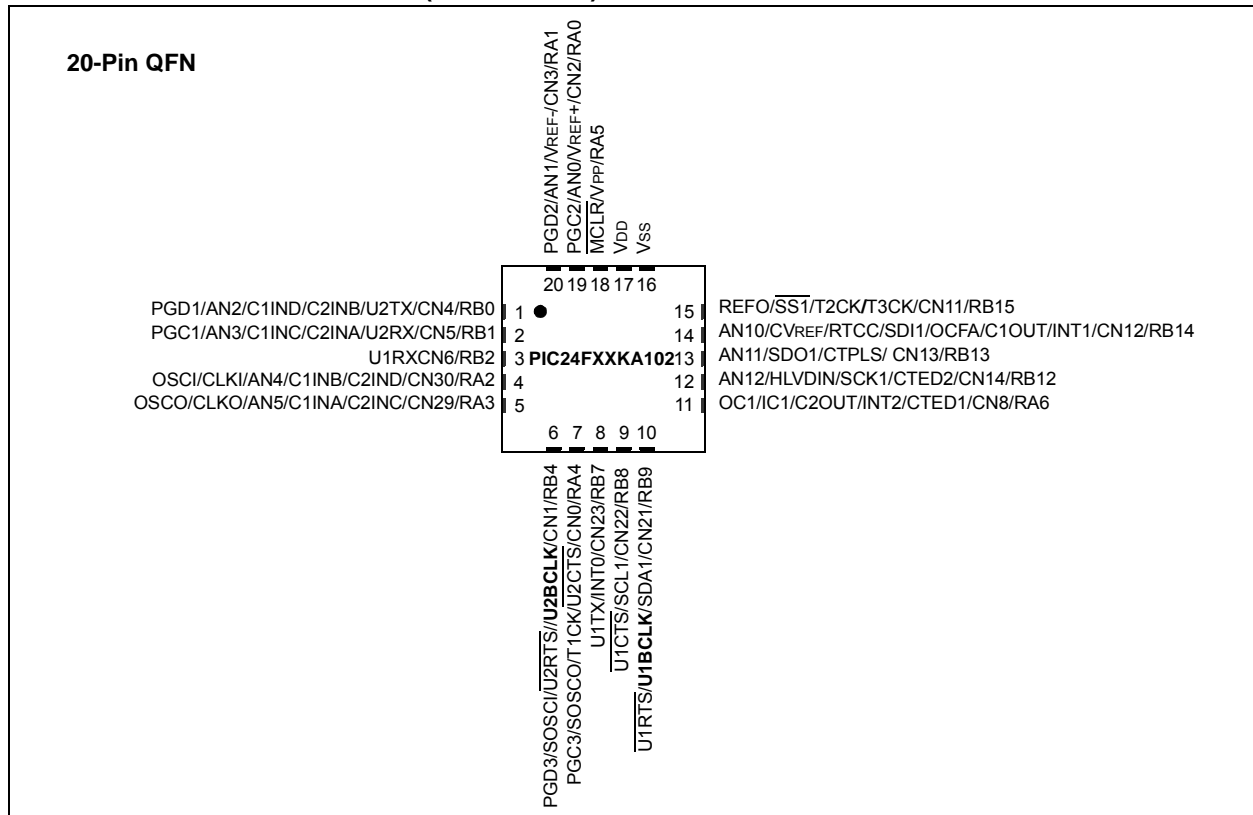 20-Pin QFN
PGD2/AN1/VREF-/CN3/RA1
PGC2/AN0/VREF+/CN2/RA0
MCLR/VPP/RA5
VDD
VSS
20 19 18 17 16
PGD1/AN2/C1IND/C2INB/U2TX/CN4/RB0
PGC1/AN3/C1INC/C2INA/U2RX/CN5/RB1
U1RXCN6/RB2
OSCI/CLKI/AN4/C1INB/C2IND/CN30/RA2
OSCO/CLKO/AN5/C1INA/C2INC/CN29/RA3
1
2
3
4
5
PIC24FXXKA102
15
14
13
12
11
REFO/SS1/T2CK/T3CK/CN11/RB15
AN10/CVREF/RTCC/SDI1/OCFA/C1OUT/INT1/CN12/RB14
AN11/SDO1/CTPLS/ CN13/RB13
AN12/HLVDIN/SCK1/CTED2/CN14/RB12
OC1/IC1/C2OUT/INT2/CTED1/CN8/RA6
6 7 8 9 10
PGD3/SOSCI/U2RTS//U2BCLK/CN1/RB4
PGC3/SOSCO/T1CK/U2CTS/CN0/RA4
U1TX/INT0/CN23/RB7
U1CTS/SCL1/CN22/RB8
U1RTS/U1BCLK/SDA1/CN21/RB9